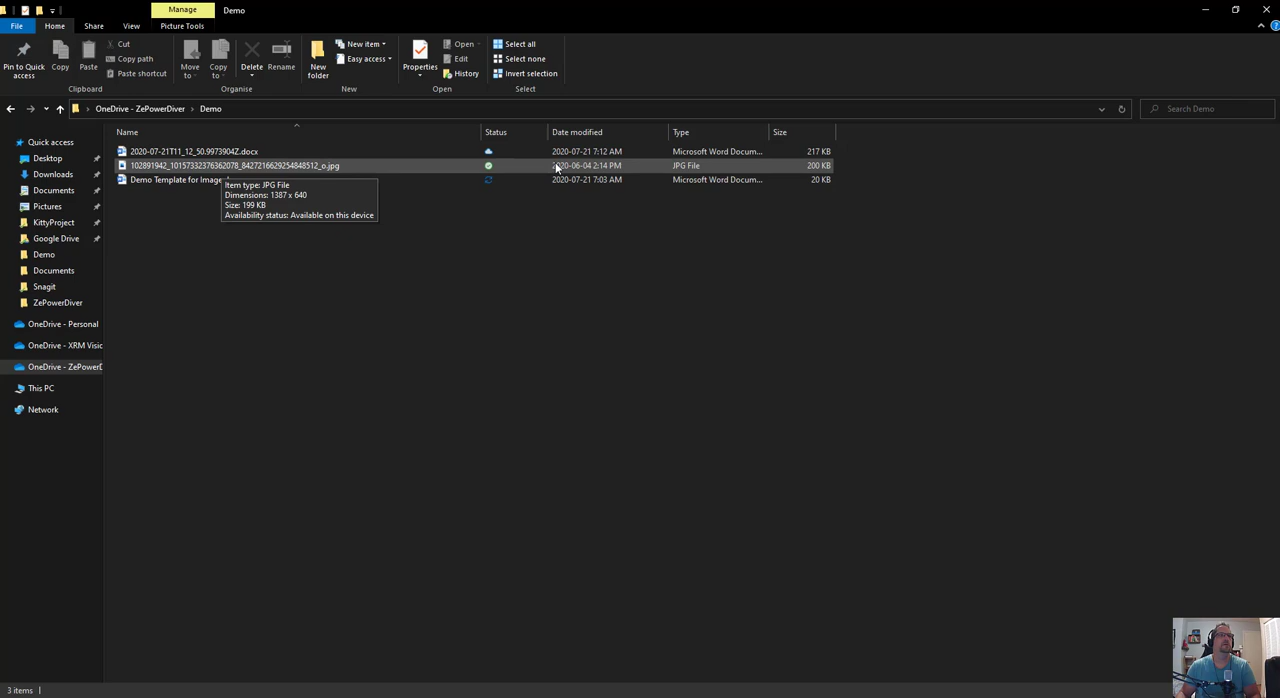 Manage
Demo
File
Home
Share
View
Picture Tools
Pin to Quick access
Copy
Paste
Cut
Copy path
Paste shortcut
Clipboard
Move to
Copy to
Delete
Rename
Organise
New folder
New item
Easy access
New
Properties
Open
Edit
History
Open
Select all
Select none
Invert selection
Select
OneDrive - ZePowerDiver
Demo
Search Demo
Name
Status
Date modified
Type
Size
2020-07-21T11_12_50.9973904Z.docx
2020-07-21 7:12 AM
Microsoft Word Docum...
217 KB
102891942_10157332376362078_8427216629254848512_o.jpg
2020-06-04 2:14 PM
JPG File
200 KB
Demo Template for Image
2020-07-21 7:03 AM
Microsoft Word Docum...
20 KB
Item type: JPG File
Dimensions: 1387 x 640
Size: 199 KB
Availability status: Available on this device
Quick access
Desktop
Downloads
Documents
Pictures
KittyProject
Google Drive
Demo
Documents
Snagit
ZePowerDiver
OneDrive - Personal
OneDrive - XRM Visio
OneDrive - ZePowerD
This PC
Network
3 items